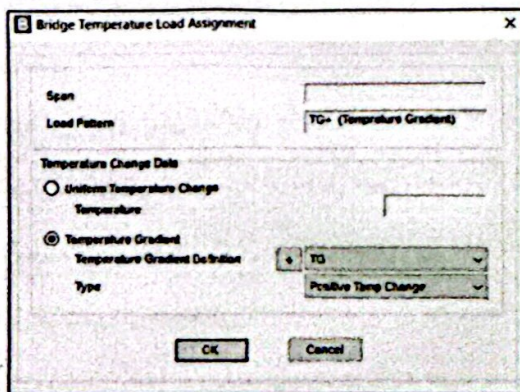 Bridge Temperature Load Assignment
Span
Load Pattern TG+ (Temprature Gradient)
Temperature Change Data
Uniform Temperature Change
Temperature
Temperature Gradient
Temperature Gradient Definition + TG
Type Positive Temp Change
OK Cancel